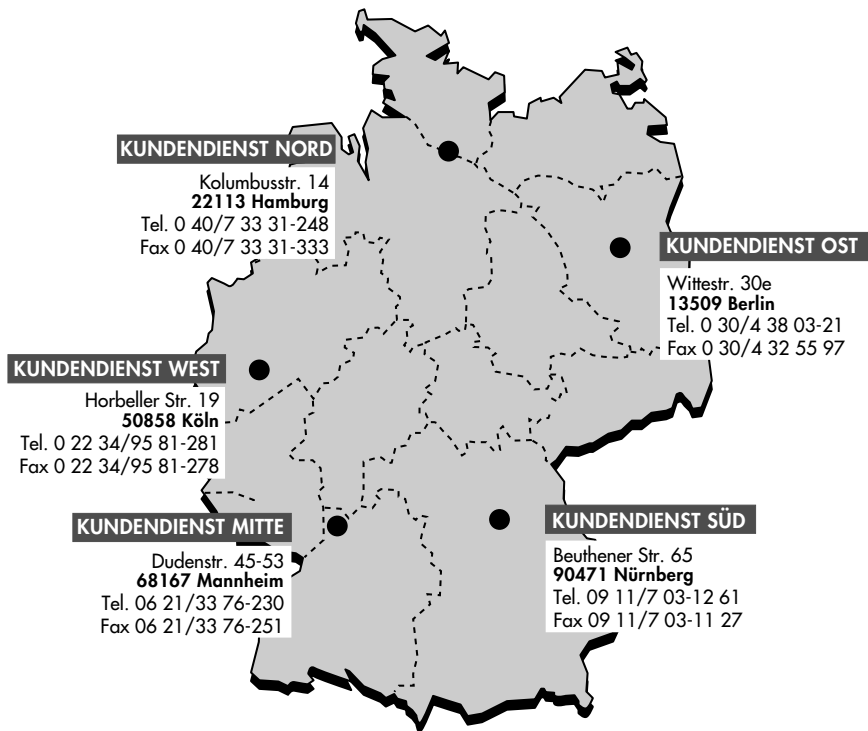 KUNDENDIENST NORD
Kolumbusstr. 14
22113 Hamburg
Tel. 0 40/7 33 31-248
Fax 0 40/7 33 31-333
KUNDENDIENST OST
Wittestr. 30e
13509 Berlin
Tel. 0 30/4 38 03-21
Fax 0 30/4 32 55 97
KUNDENDIENST WEST
Horbeller Str. 19
50858 Köln
Tel. 0 22 34/95 81-281
Fax 0 22 34/95 81-278
KUNDENDIENST MITTE
Dudenstr. 45-53
68167 Mannheim
Tel. 06 21/33 76-230
Fax 06 21/33 76-251
KUNDENDIENST SÜD
Beuthener Str. 65
90471 Nürnberg
Tel. 09 11/7 03-12 61
Fax 09 11/7 03-11 27